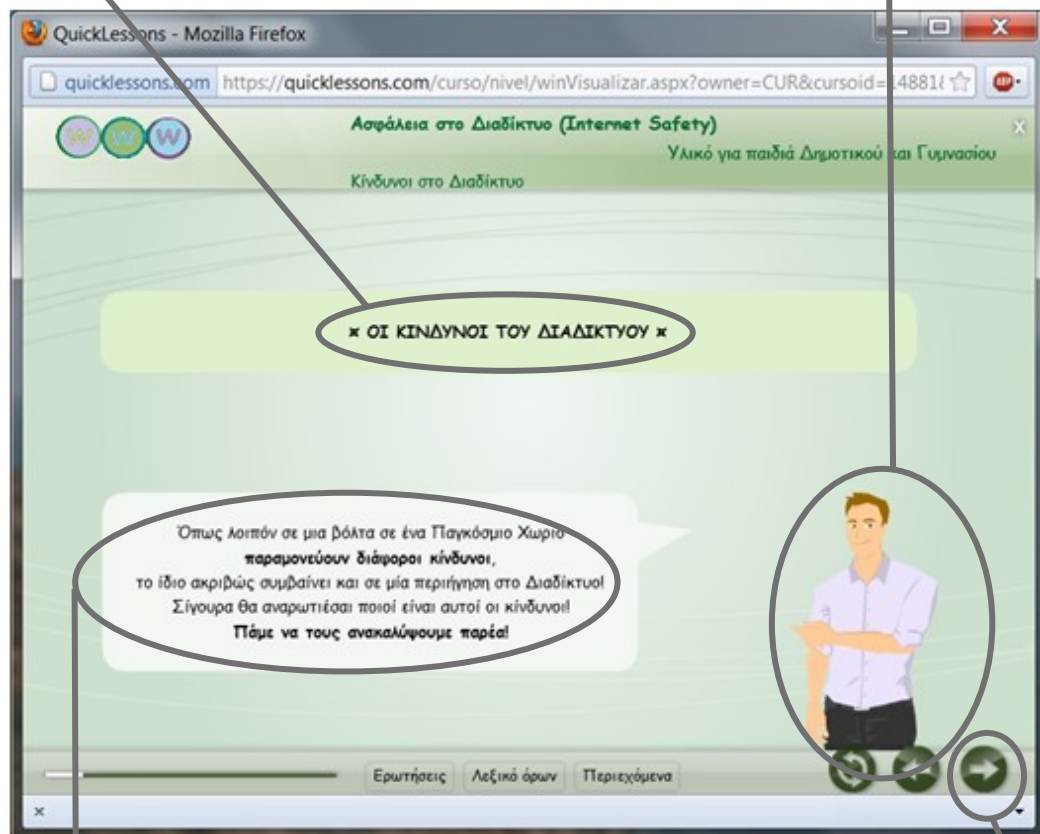 QuickLessons - Mozilla Firefox
quicklessons.com https://quicklessons.com/curso/nivel/winVisualizar.aspx?owner=CUR&cursoid=14881
ABP
WWW
Ασφάλεια στο Διαδίκτυο (Internet Safety)
Υλικό για παιδιά Δημοτικού και Γυμνασίου
Κίνδυνοι στο Διαδίκτυο
x
¤ ΟΙ ΚΙΝΔΥΝΟΙ ΤΟΥ ΔΙΑΔΙΚΤΥΟΥ ¤
Όπως λοιπόν σε μια βόλτα σε ένα Παγκόσμιο Χωριό
παραμονεύουν διάφοροι κίνδυνοι,
το ίδιο ακριβώς συμβαίνει και σε μία περιήγηση στο Διαδίκτυο!
Σίγουρα θα αναρωτιέσαι ποιοί είναι αυτοί οι κίνδυνοι!
Πάμε να τους ανακαλύψουμε παρέα!
Ερωτήσεις Λεξικό όρων Περιεχόμενα
x